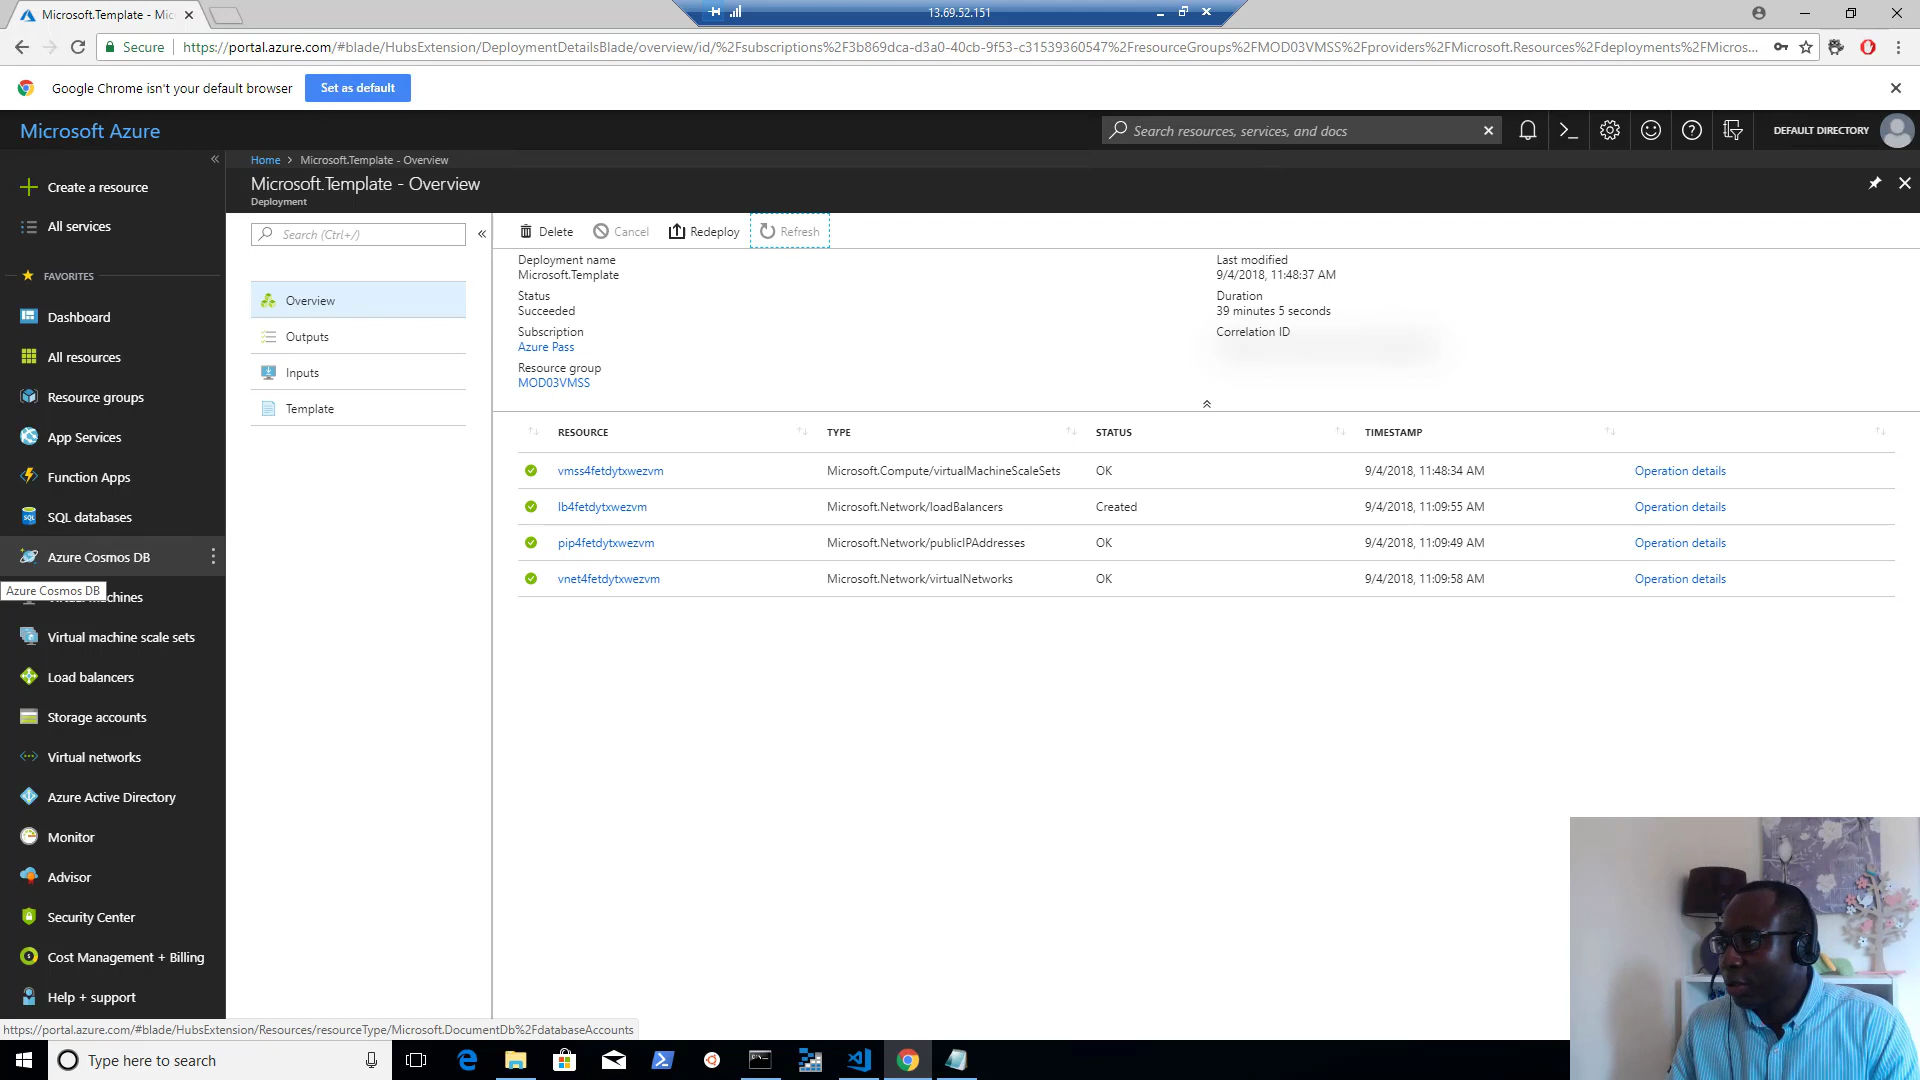 Microsoft.Template - Mic
13.69.52.151
Secure
https://portal.azure.com/#blade/HubsExtension/DeploymentDetailsBlade/overview/id/%2Fsubscriptions%2F3b869dca-d3a0-40cb-9f53-c31539360547%2FresourceGroups%2FMOD03VMSS%2Fproviders%2FMicrosoft.Resources%2Fdeployments%2FMicros...
Google Chrome isn't your default browser
Set as default
Microsoft Azure
Search resources, services, and docs
DEFAULT DIRECTORY
Home > Microsoft.Template - Overview
Microsoft.Template - Overview
Deployment
Create a resource
All services
FAVORITES
Dashboard
All resources
Resource groups
App Services
Function Apps
SQL databases
SQL
Azure Cosmos DB
Azure Cosmos DB
Virtual machine scale sets
Load balancers
Storage accounts
Virtual networks
Azure Active Directory
Monitor
Advisor
Security Center
Cost Management + Billing
Help + support
Search (Ctrl+/)
Overview
Outputs
Inputs
Template
Delete
Cancel
Redeploy
Refresh
Deployment name
Microsoft.Template
Status
Succeeded
Subscription
Azure Pass
Resource group
MOD03VMSS
Last modified
9/4/2018, 11:48:37 AM
Duration
39 minutes 5 seconds
Correlation ID
RESOURCE TYPE STATUS TIMESTAMP
vmss4fetdytxwezvm Microsoft.Compute/virtualMachineScaleSets OK 9/4/2018, 11:48:34 AM Operation details
lb4fetdytxwezvm Microsoft.Network/loadBalancers Created 9/4/2018, 11:09:55 AM Operation details
pip4fetdytxwezvm Microsoft.Network/publicIPAddresses OK 9/4/2018, 11:09:49 AM Operation details
vnet4fetdytxwezvm Microsoft.Network/virtualNetworks OK 9/4/2018, 11:09:58 AM Operation details
https://portal.azure.com/#blade/HubsExtension/Resources/resourceType/Microsoft.DocumentDb%2FdatabaseAccounts
Type here to search